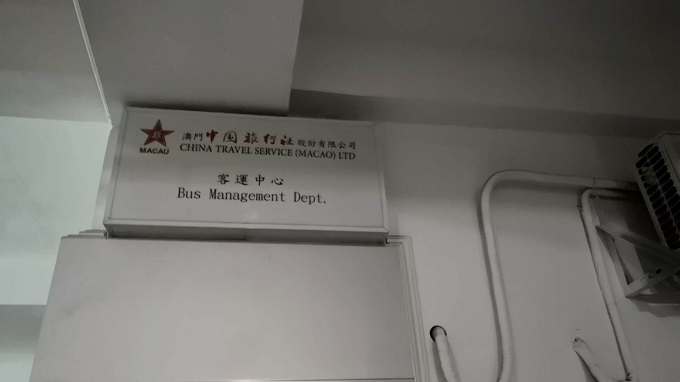 澳門中国旅行社股份有限公司
MACAU CHINA TRAVEL SERVICE (MACAO) LTD
客運中心
Bus Management Dept.